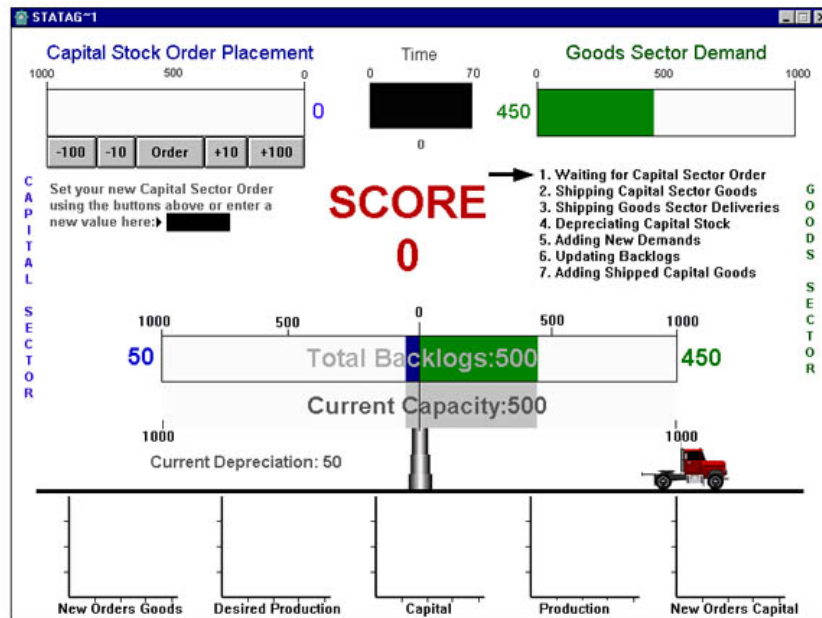 STATAG~1
Capital Stock Order Placement
Time
Goods Sector Demand
1000 500 0
0 70
0 500 1000
0
450
0
-100 -10 Order +10 +100
Set your new Capital Sector Order
using the buttons above or enter a
new value here:
SCORE
0
1. Waiting for Capital Sector Order
2. Shipping Capital Sector Goods
3. Shipping Goods Sector Deliveries
4. Depreciating Capital Stock
5. Adding New Demands
6. Updating Backlogs
7. Adding Shipped Capital Goods
CAPITAL SECTOR
GOODS SECTOR
1000 500 0 500 1000
50 Total Backlogs:500 450
Current Capacity:500
1000 1000
Current Depreciation: 50
New Orders Goods Desired Production Capital Production New Orders Capital